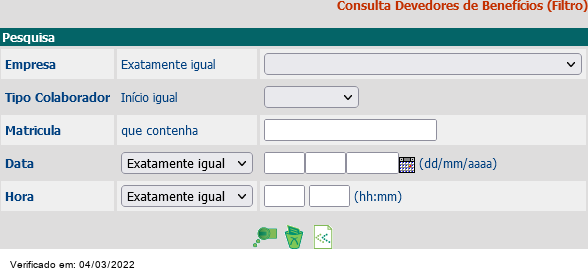 Consulta Devedores de Benefícios (Filtro)
Pesquisa
Empresa Exatamente igual
Tipo Colaborador Início igual
Matricula que contenha
Data Exatamente igual (dd/mm/aaaa)
Hora Exatamente igual (hh:mm)
Verificado em: 04/03/2022